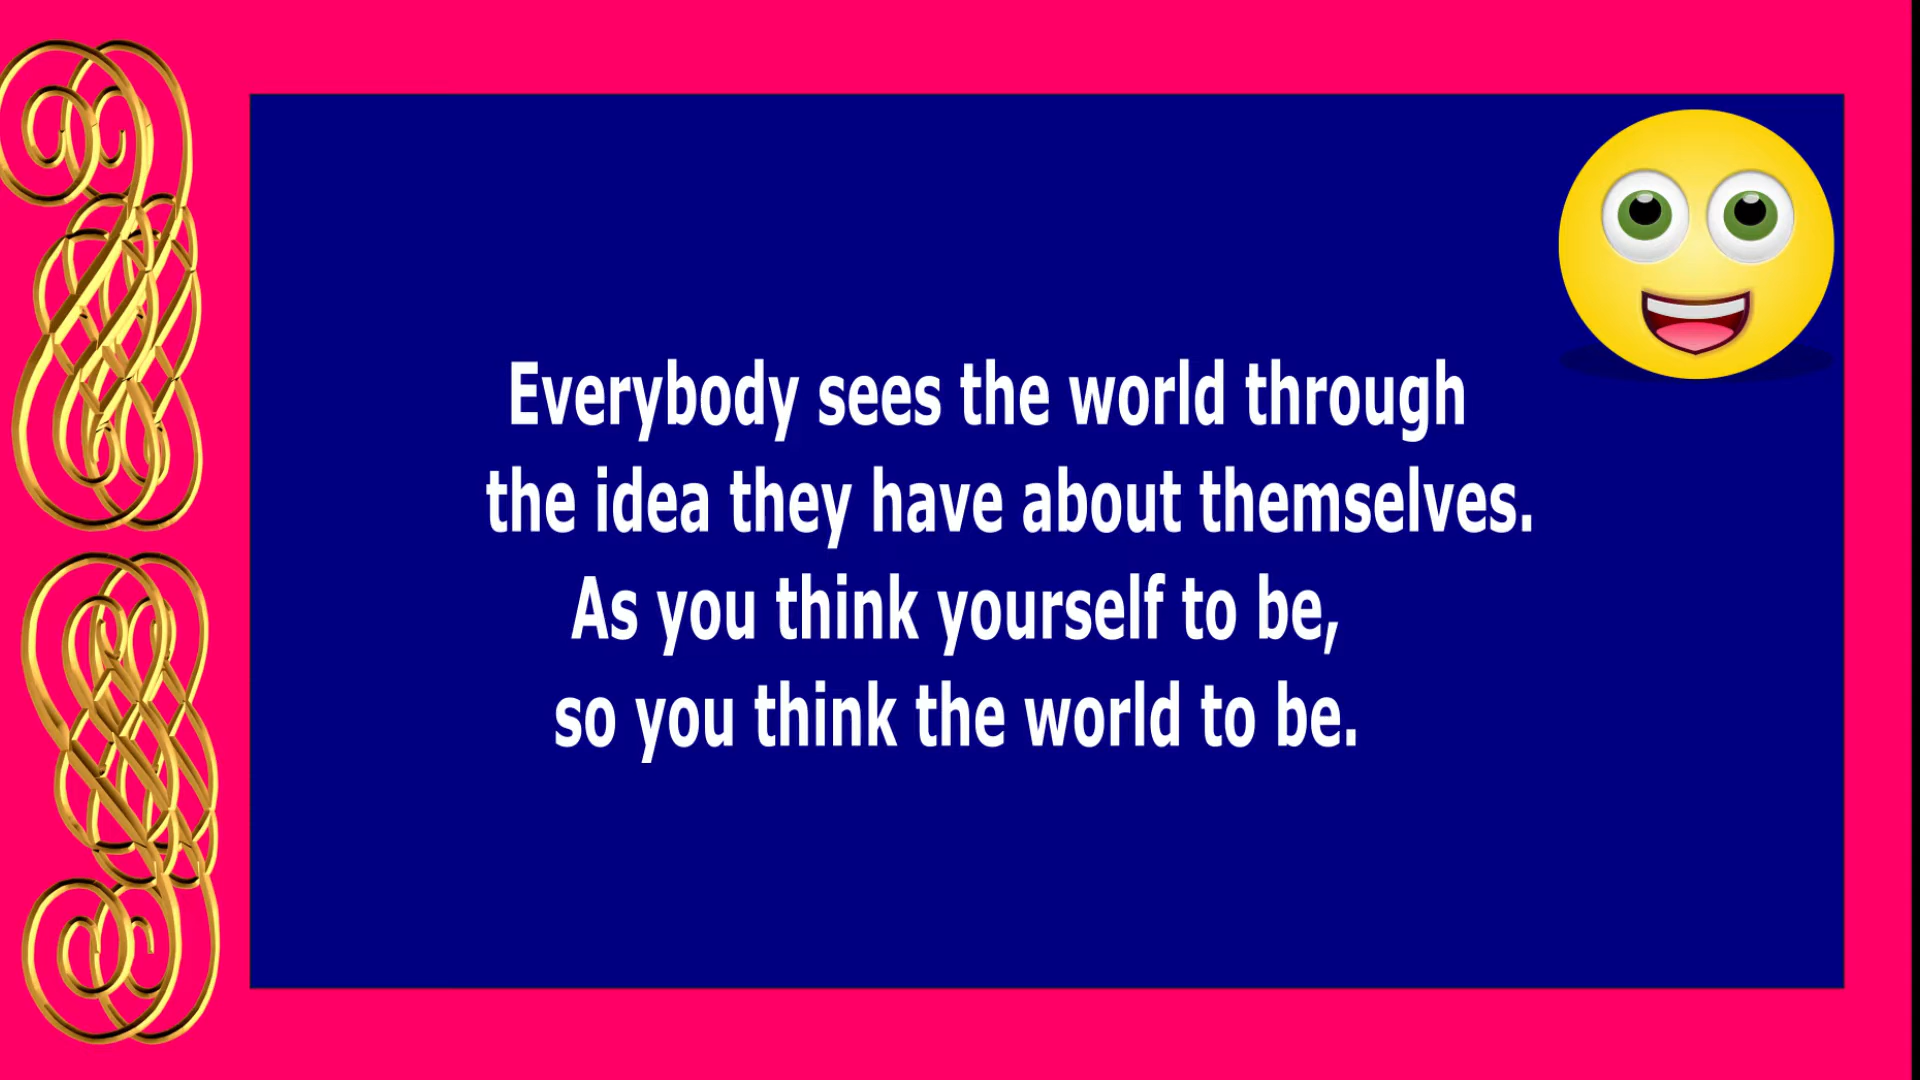 Everybody sees the world through
the idea they have about themselves.
As you think yourself to be,
so you think the world to be.